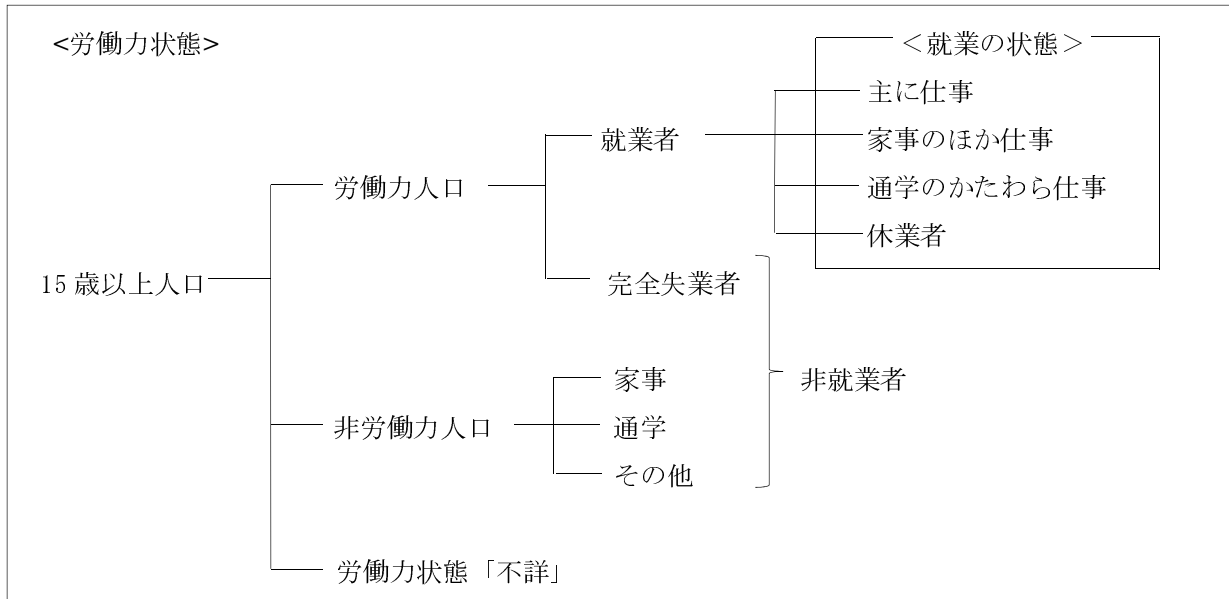 <労働力状態>
＜就業の状態＞
主に仕事
就業者
家事のほか仕事
労働力人口
通学のかたわら仕事
休業者
15歳以上人口
完全失業者
家事
非就業者
非労働力人口
通学
その他
労働力状態「不詳」